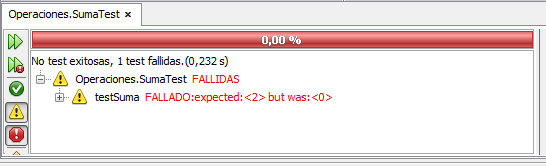 Operaciones.SumaTest ×
0,00 %
No test exitosas, 1 test fallidas.(0,232 s)
Operaciones.SumaTest FALLIDAS
testSuma FALLADO:expected:<2> but was:<0>